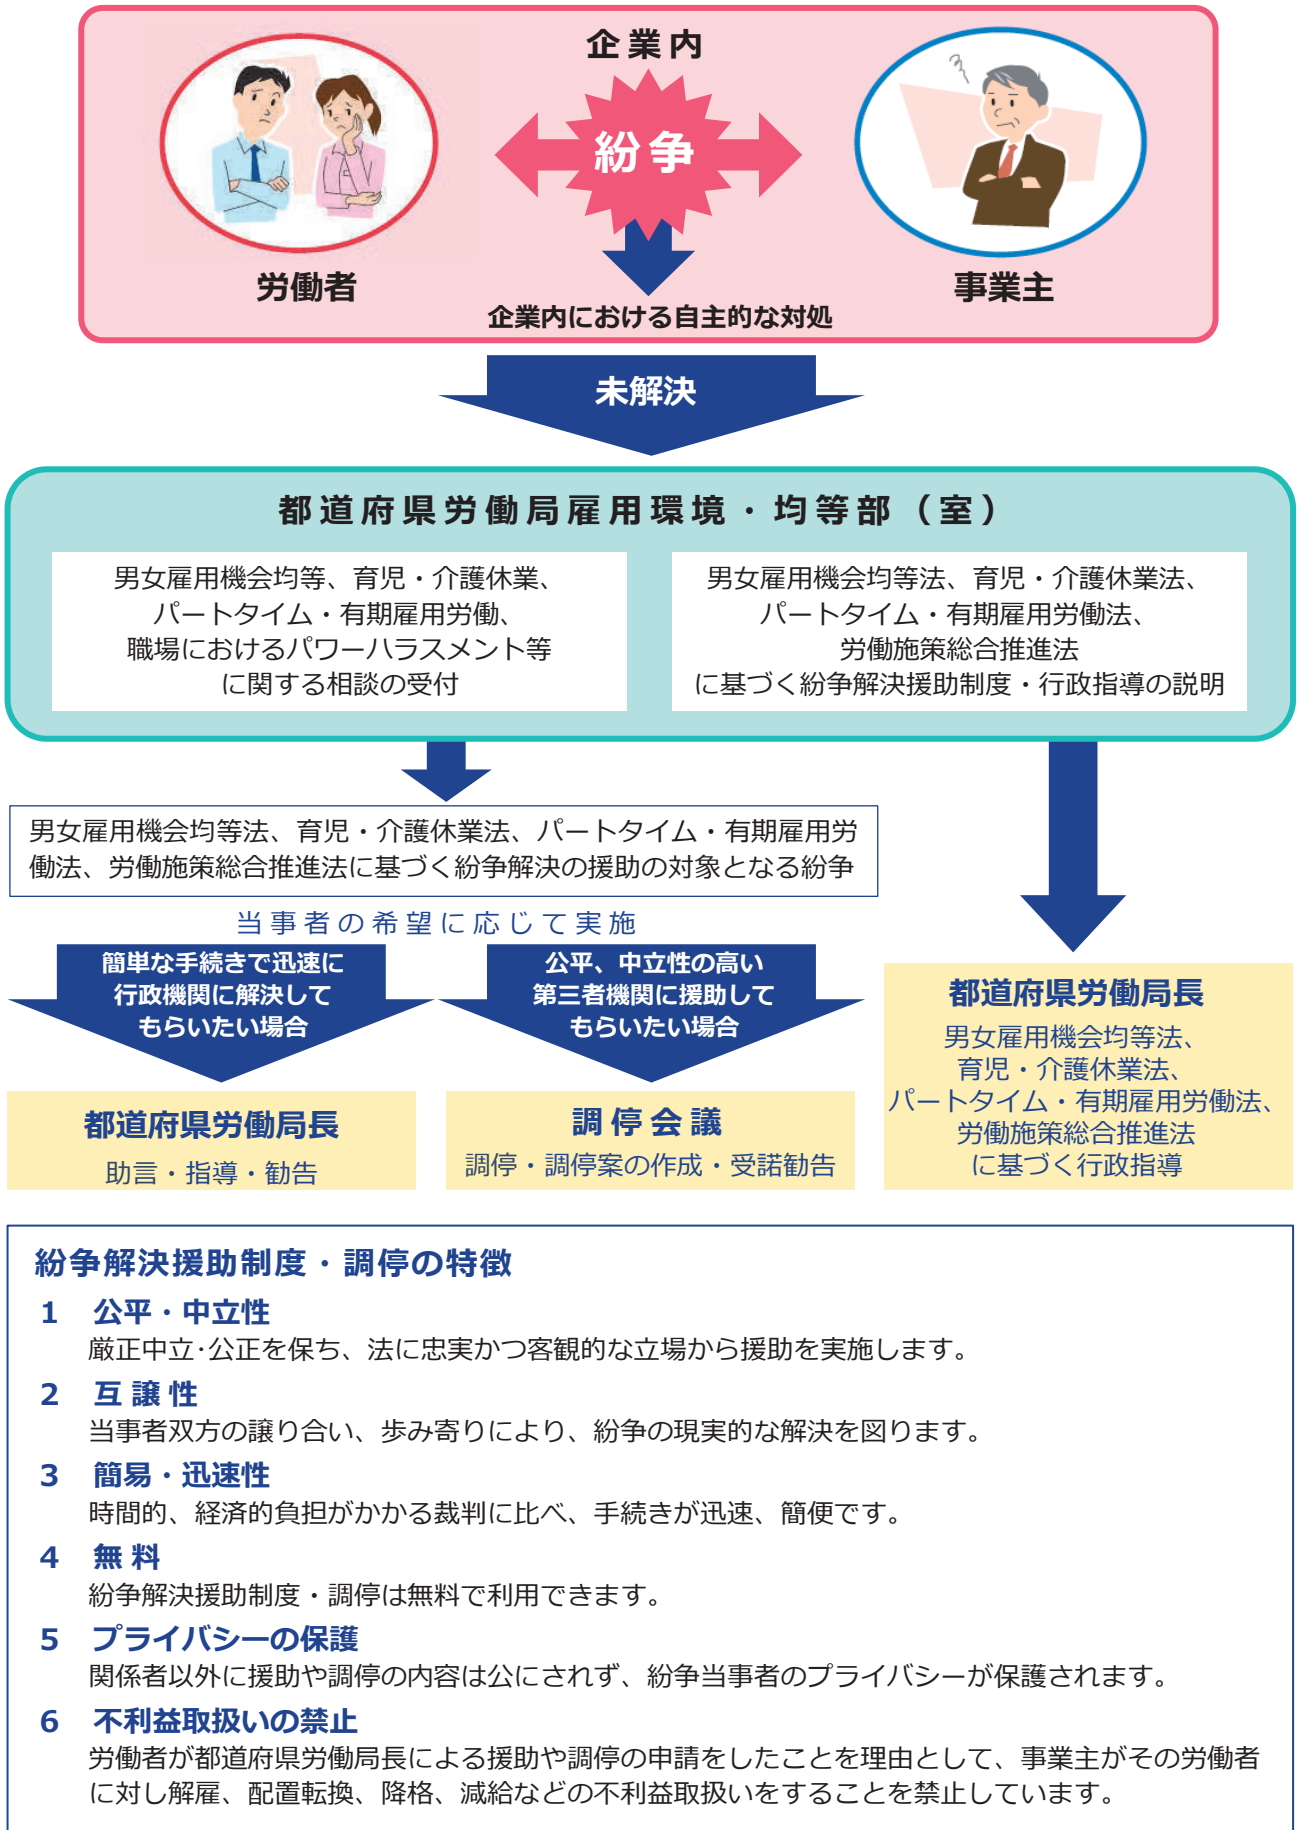 企業内
紛争
労働者
事業主
企業内における自主的な対処
未解決
都道府県労働局雇用環境・均等部（室）
男女雇用機会均等、育児・介護休業、
パートタイム・有期雇用労働、
職場におけるパワーハラスメント等
に関する相談の受付
男女雇用機会均等法、育児・介護休業法、
パートタイム・有期雇用労働法、
労働施策総合推進法
に基づく紛争解決援助制度・行政指導の説明
男女雇用機会均等法、育児・介護休業法、パートタイム・有期雇用労
働法、労働施策総合推進法に基づく紛争解決の援助の対象となる紛争
当事者の希望に応じて実施
簡単な手続きで迅速に
行政機関に解決して
もらいたい場合
公平、中立性の高い
第三者機関に援助して
もらいたい場合
都道府県労働局長
助言・指導・勧告
調停会議
調停・調停案の作成・受諾勧告
都道府県労働局長
男女雇用機会均等法、
育児・介護休業法、
パートタイム・有期雇用労働法、
労働施策総合推進法
に基づく行政指導
紛争解決援助制度・調停の特徴
1 公平・中立性
厳正中立･公正を保ち、法に忠実かつ客観的な立場から援助を実施します。
2 互譲性
当事者双方の譲り合い、歩み寄りにより、紛争の現実的な解決を図ります。
3 簡易・迅速性
時間的、経済的負担がかかる裁判に比べ、手続きが迅速、簡便です。
4 無料
紛争解決援助制度・調停は無料で利用できます。
5 プライバシーの保護
関係者以外に援助や調停の内容は公にされず、紛争当事者のプライバシーが保護されます。
6 不利益取扱いの禁止
労働者が都道府県労働局長による援助や調停の申請をしたことを理由として、事業主がその労働者
に対し解雇、配置転換、降格、減給などの不利益取扱いをすることを禁止しています。